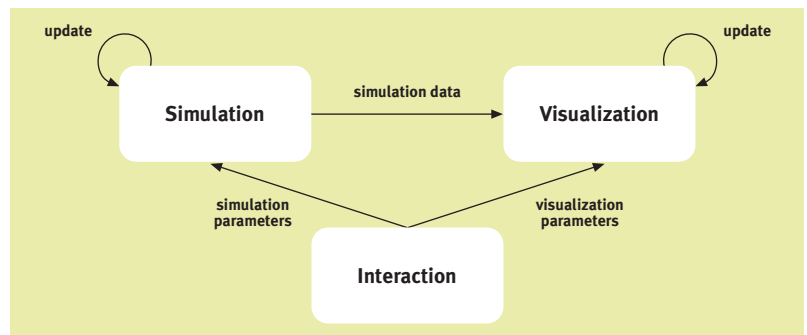 update
update
Simulation
simulation data
Visualization
simulation
parameters
visualization
parameters
Interaction